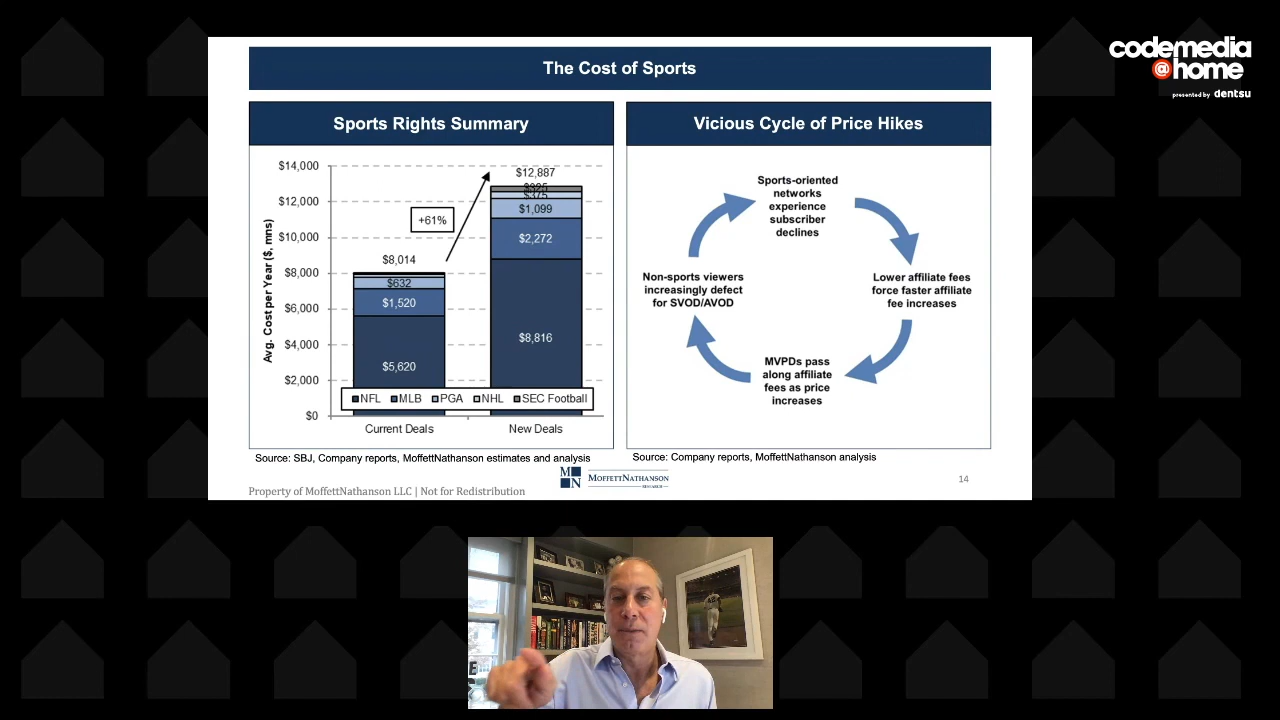 codemedia
@home
presented by dentsu
The Cost of Sports
Sports Rights Summary
Avg. Cost per Year ($, mns)
$14,000
$12,000
$10,000
$8,000
$6,000
$4,000
$2,000
$0
+61%
$8,014
$632
$1,520
$5,620
$12,887
$375
$1,099
$2,272
$8,816
NFL MLB PGA NHL SEC Football
Current Deals New Deals
Source: SBJ, Company reports, MoffettNathanson estimates and analysis
Vicious Cycle of Price Hikes
Sports-oriented
networks
experience
subscriber
declines
Lower affiliate fees
force faster affiliate
fee increases
MVPDs pass
along affiliate
fees as price
increases
Non-sports viewers
increasingly defect
for SVOD/AVOD
Source: Company reports, MoffettNathanson analysis
Property of MoffettNathanson LLC | Not for Redistribution
M
N
MOFFETTNATHANSON
14